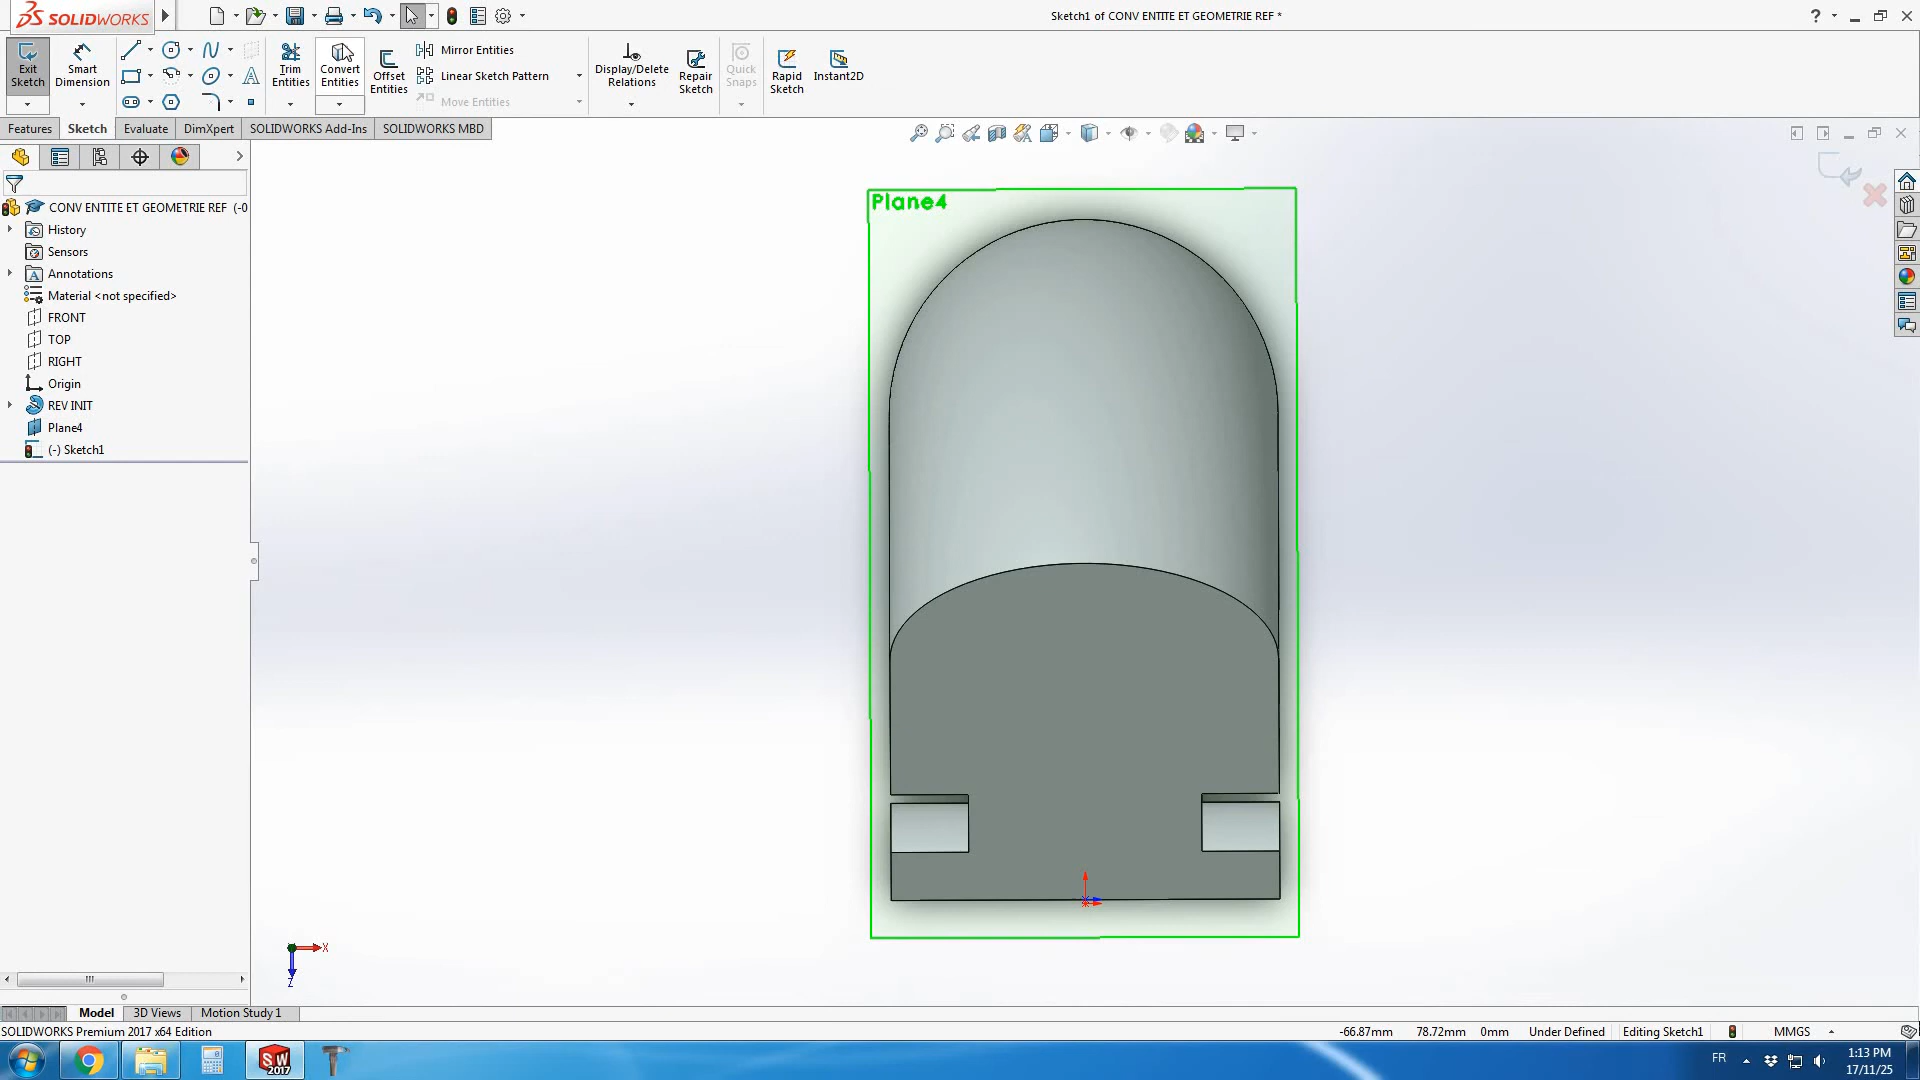 SOLIDWORKS
Sketch1 of CONV ENTITE ET GEOMETRIE REF *
Exit Sketch
Smart Dimension
Trim Entities
Convert Entities
Offset Entities
Mirror Entities
Linear Sketch Pattern
Move Entities
Display/Delete Relations
Repair Sketch
Quick Snaps
Rapid Sketch
Instant2D
Features
Sketch
Evaluate
DimXpert
SOLIDWORKS Add-Ins
SOLIDWORKS MBD
CONV ENTITE ET GEOMETRIE REF (-0
History
Sensors
Annotations
Material <not specified>
FRONT
TOP
RIGHT
Origin
REV INIT
Plane4
(-) Sketch1
Plane4
X
Z
Model
3D Views
Motion Study 1
SOLIDWORKS Premium 2017 x64 Edition
-66.87mm
78.72mm
0mm
Under Defined
Editing Sketch1
MMGS
SW
2017
FR
1:13 PM
17/11/25